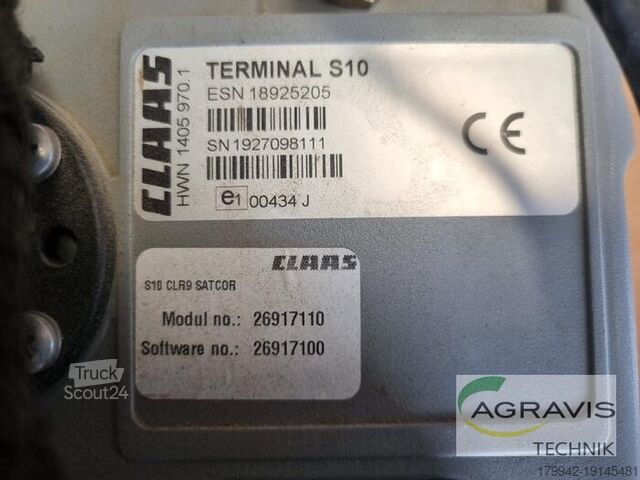 CLAAS
HWN 1405 970.1
TERMINAL S10
ESN 18925205
SN1927098111
e1 00434 J
CE
CLAAS
S10 CLR9 SATCOR
Modul no.: 26917110
Software no.: 26917100
Truck
Scout24
AGRAVIS
TECHNIK
179942-19145481